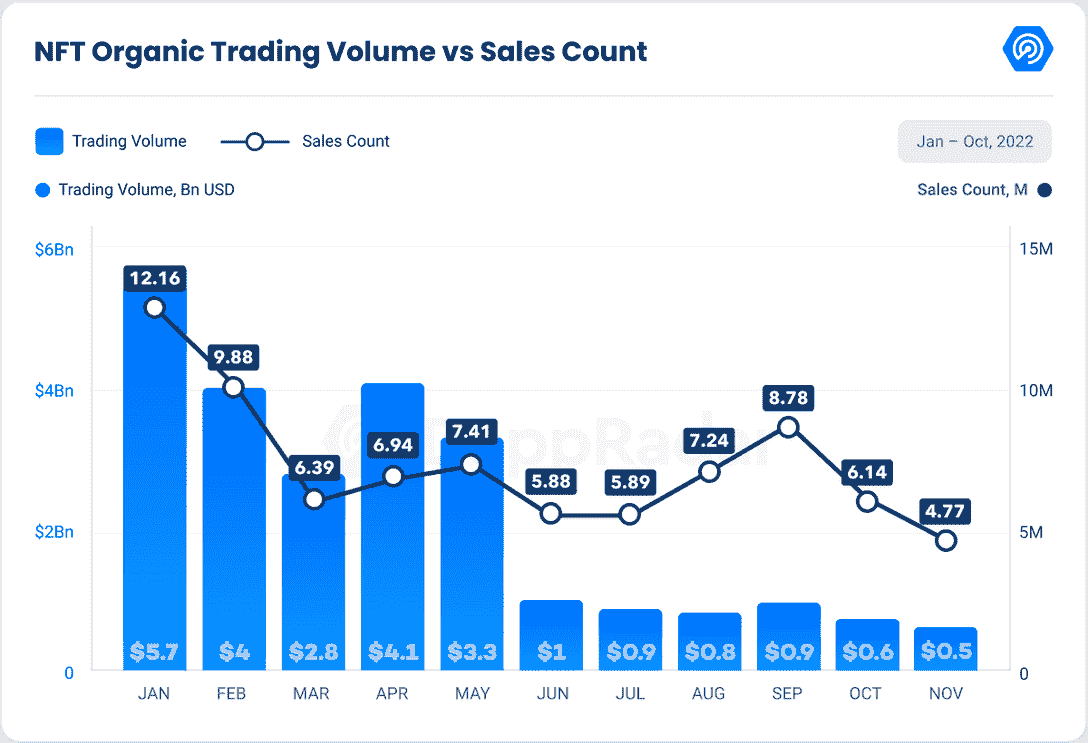 NFT Organic Trading Volume vs Sales Count
Trading Volume
Sales Count
Jan – Oct, 2022
Trading Volume, Bn USD
Sales Count, M
$6Bn
$4Bn
$2Bn
0
15M
10M
5M
0
12.16
9.88
6.39
6.94
7.41
5.88
5.89
7.24
8.78
6.14
4.77
DappRadar
$5.7
$4
$2.8
$4.1
$3.3
$1
$0.9
$0.8
$0.9
$0.6
$0.5
JAN
FEB
MAR
APR
MAY
JUN
JUL
AUG
SEP
OCT
NOV